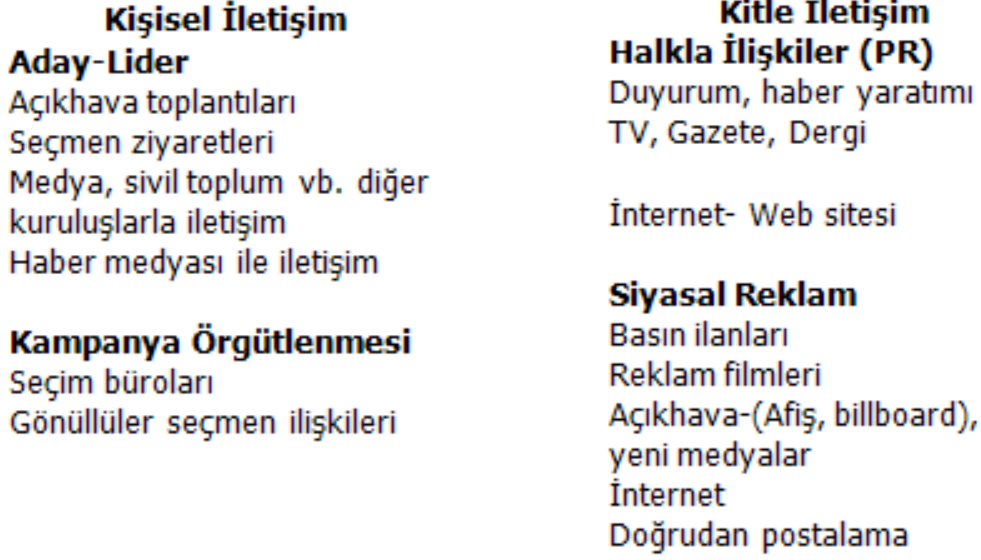 Kişisel İletişim
Aday-Lider
Açıkhava toplantıları
Seçmen ziyaretleri
Medya, sivil toplum vb. diğer
kuruluşlarla iletişim
Haber medyası ile iletişim
Kampanya Örgütlenmesi
Seçim büroları
Gönüllüler seçmen ilişkileri
Kitle İletişim
Halkla İlişkiler (PR)
Duyurum, haber yaratımı
TV, Gazete, Dergi
İnternet- Web sitesi
Siyasal Reklam
Basın ilanları
Reklam filmleri
Açıkhava-(Afiş, billboard),
yeni medyalar
İnternet
Doğrudan postalama